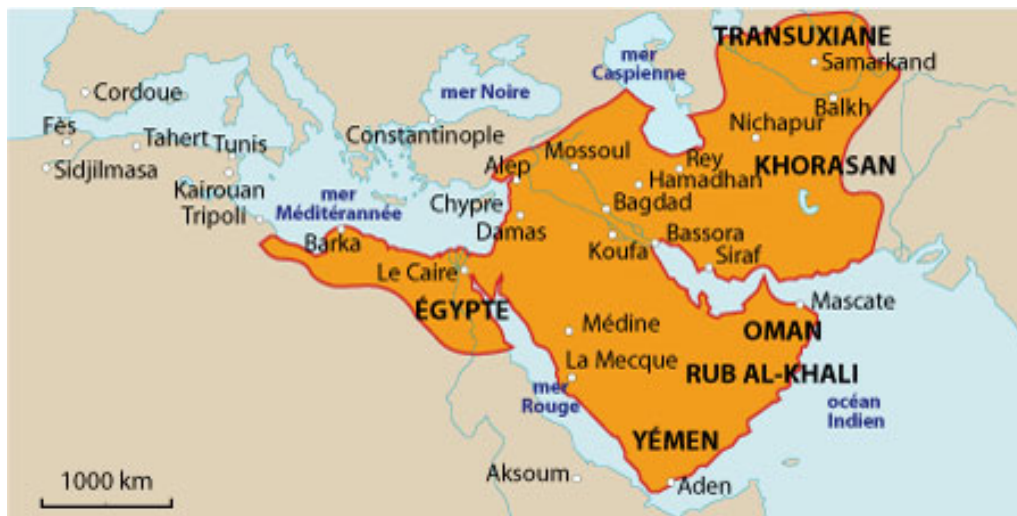 TRANSUXIANE
Samarkand
mer
Caspienne
mer Noire
Cordoue
Balkh
Fès
Tahert
Tunis
Constantinople
Nichapur
Sidjilmasa
Alep
Mossoul
Rey
KHORASAN
Hamadhan
Kairouan
mer
Méditérannée
Chypre
Bagdad
Tripoli
Damas
Barka
Koufa
Bassora
Siraf
Le Caire
Mascate
ÉGYPTE
Médine
OMAN
La Mecque
RUB AL-KHALI
mer
Rouge
océan
Indien
YÉMEN
Aksoum
Aden
1000 km